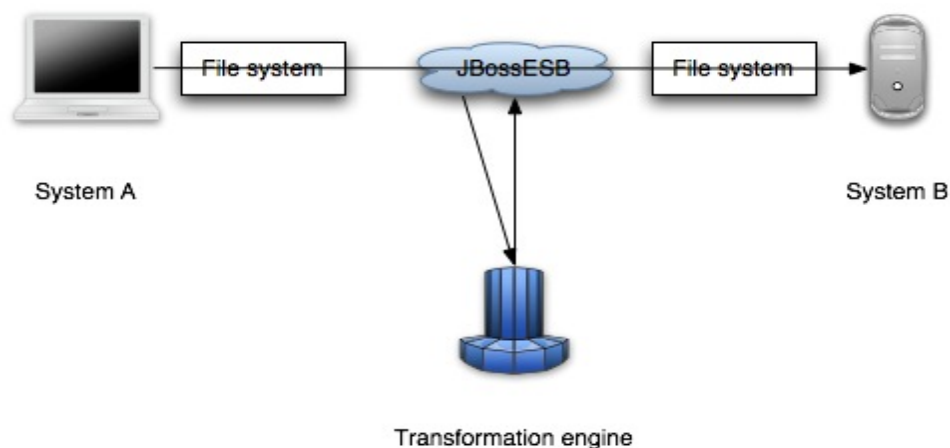 File system
JBossESB
File system
System A
System B
Transformation engine